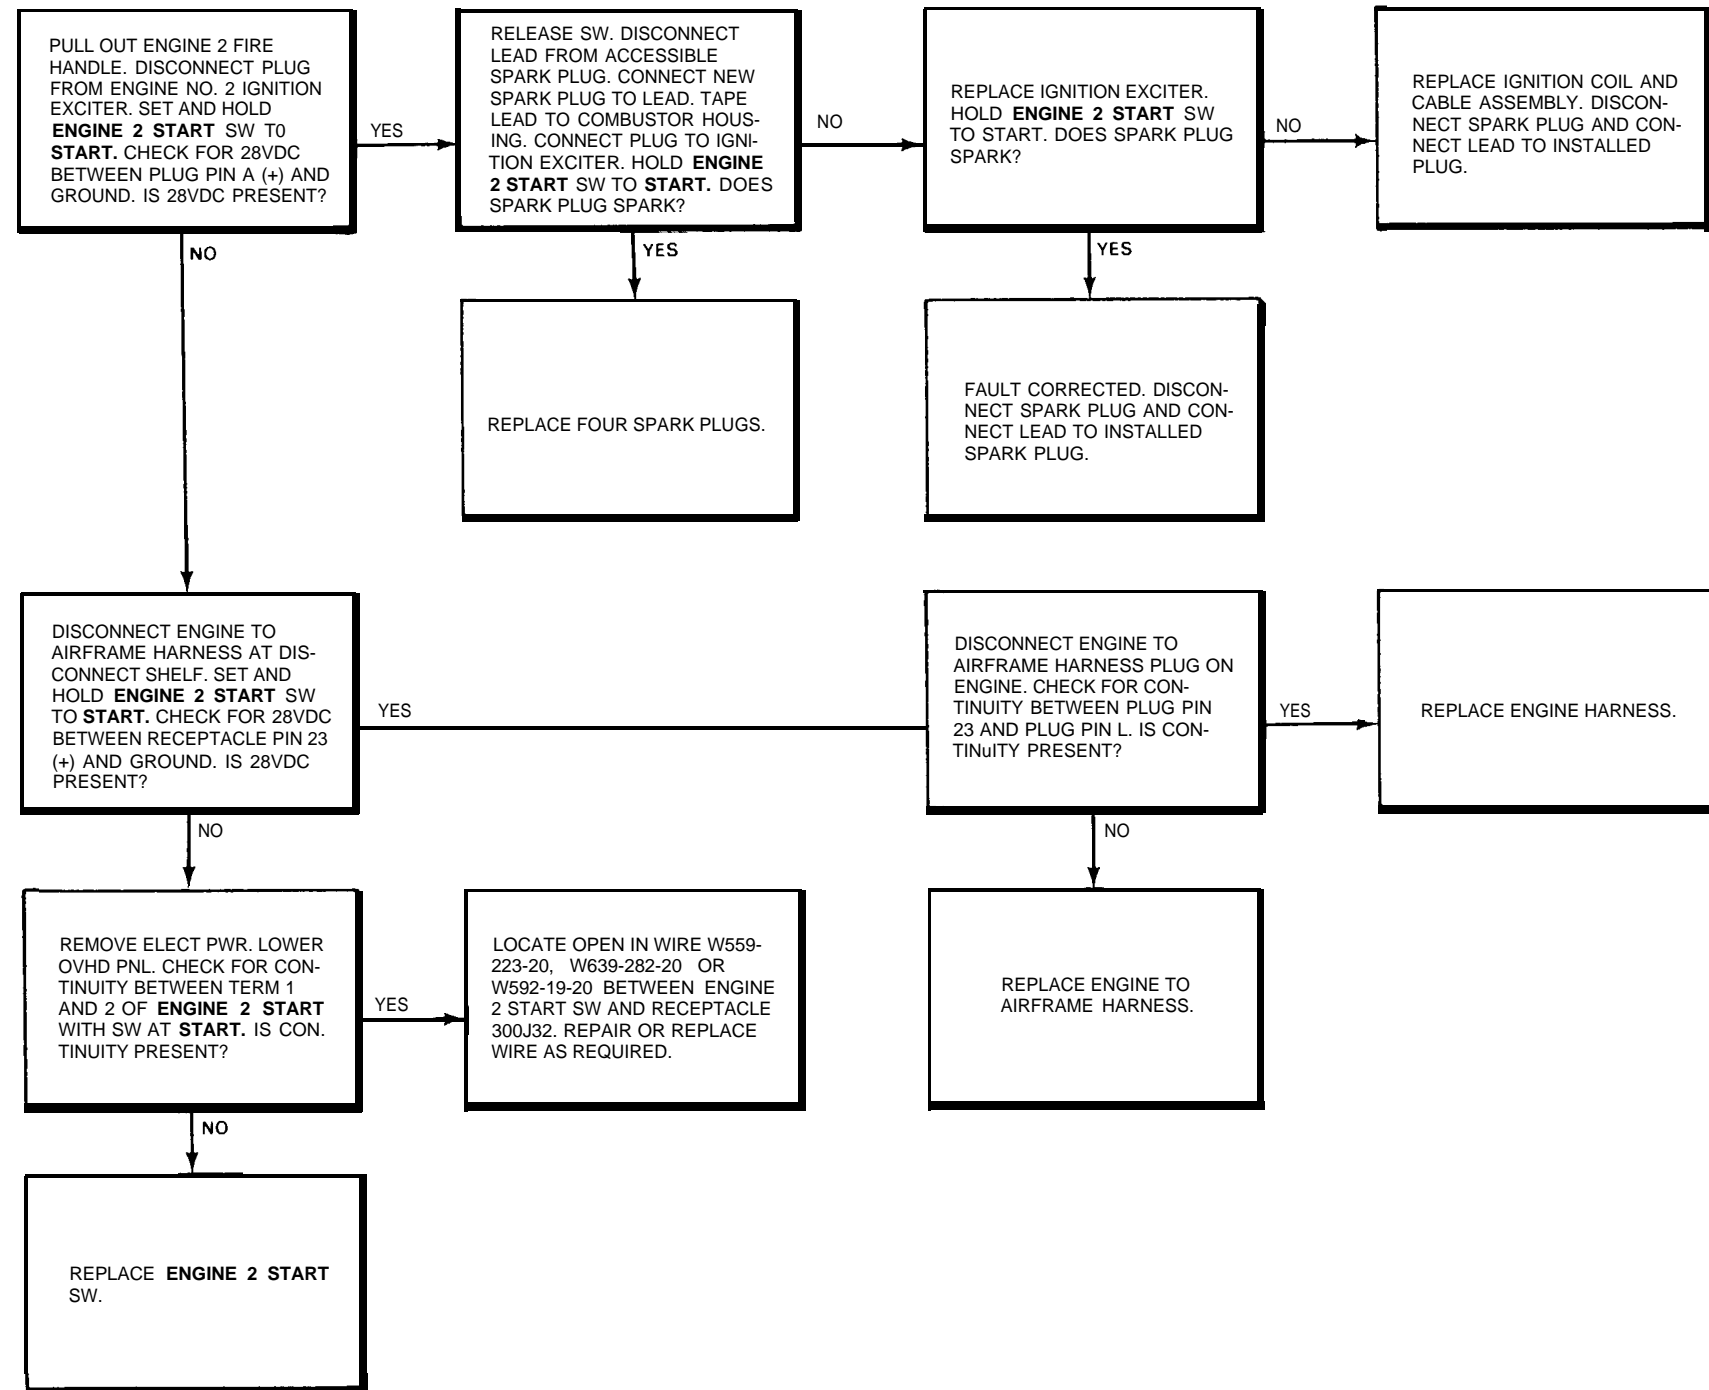 PULL OUT ENGINE 2 FIRE
HANDLE. DISCONNECT PLUG
FROM ENGINE NO. 2 IGNITION
EXCITER. SET AND HOLD
ENGINE 2 START SW T0
START. CHECK FOR 28VDC
BETWEEN PLUG PIN A (+) AND
GROUND. IS 28VDC PRESENT?
YES
NO
RELEASE SW. DISCONNECT
LEAD FROM ACCESSIBLE
SPARK PLUG. CONNECT NEW
SPARK PLUG TO LEAD. TAPE
LEAD TO COMBUSTOR HOUS-
ING. CONNECT PLUG TO IGNI-
TION EXCITER. HOLD ENGINE
2 START SW TO START. DOES
SPARK PLUG SPARK?
NO
YES
REPLACE IGNITION EXCITER.
HOLD ENGINE 2 START SW
TO START. DOES SPARK PLUG
SPARK?
NO
YES
REPLACE IGNITION COIL AND
CABLE ASSEMBLY. DISCON-
NECT SPARK PLUG AND CON-
NECT LEAD TO INSTALLED
PLUG.
REPLACE FOUR SPARK PLUGS.
FAULT CORRECTED. DISCON-
NECT SPARK PLUG AND CON-
NECT LEAD TO INSTALLED
SPARK PLUG.
DISCONNECT ENGINE TO
AIRFRAME HARNESS AT DIS-
CONNECT SHELF. SET AND
HOLD ENGINE 2 START SW
TO START. CHECK FOR 28VDC
BETWEEN RECEPTACLE PIN 23
(+) AND GROUND. IS 28VDC
PRESENT?
YES
NO
DISCONNECT ENGINE TO
AIRFRAME HARNESS PLUG ON
ENGINE. CHECK FOR CON-
TINUITY BETWEEN PLUG PIN
23 AND PLUG PIN L. IS CON-
TINuITY PRESENT?
YES
NO
REPLACE ENGINE HARNESS.
REMOVE ELECT PWR. LOWER
OVHD PNL. CHECK FOR CON-
TINUITY BETWEEN TERM 1
AND 2 OF ENGINE 2 START
WITH SW AT START. IS CON.
TINUITY PRESENT?
YES
NO
LOCATE OPEN IN WIRE W559-
223-20, W639-282-20 OR
W592-19-20 BETWEEN ENGINE
2 START SW AND RECEPTACLE
300J32. REPAIR OR REPLACE
WIRE AS REQUIRED.
REPLACE ENGINE TO
AIRFRAME HARNESS.
REPLACE ENGINE 2 START
SW.